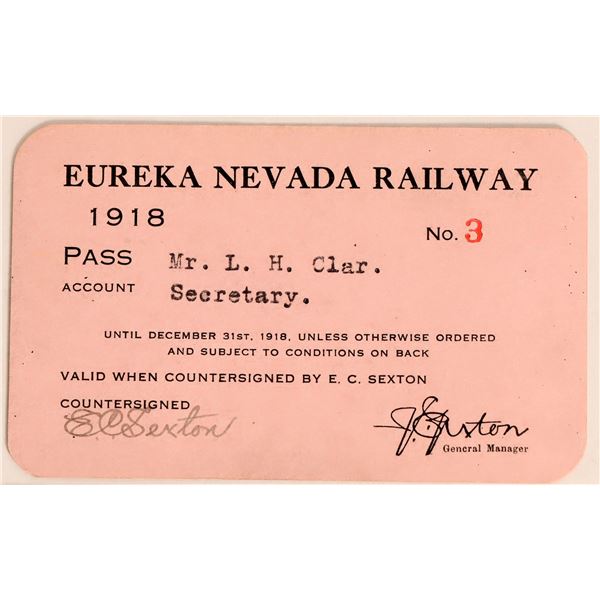 EUREKA NEVADA RAILWAY
1918
No. 3
PASS Mr. L. H. Clar.
ACCOUNT Secretary.
UNTIL DECEMBER 31ST, 1918, UNLESS OTHERWISE ORDERED
AND SUBJECT TO CONDITIONS ON BACK
VALID WHEN COUNTERSIGNED BY E. C. SEXTON
COUNTERSIGNED
E C Sexton
J. E. Sexton
General Manager